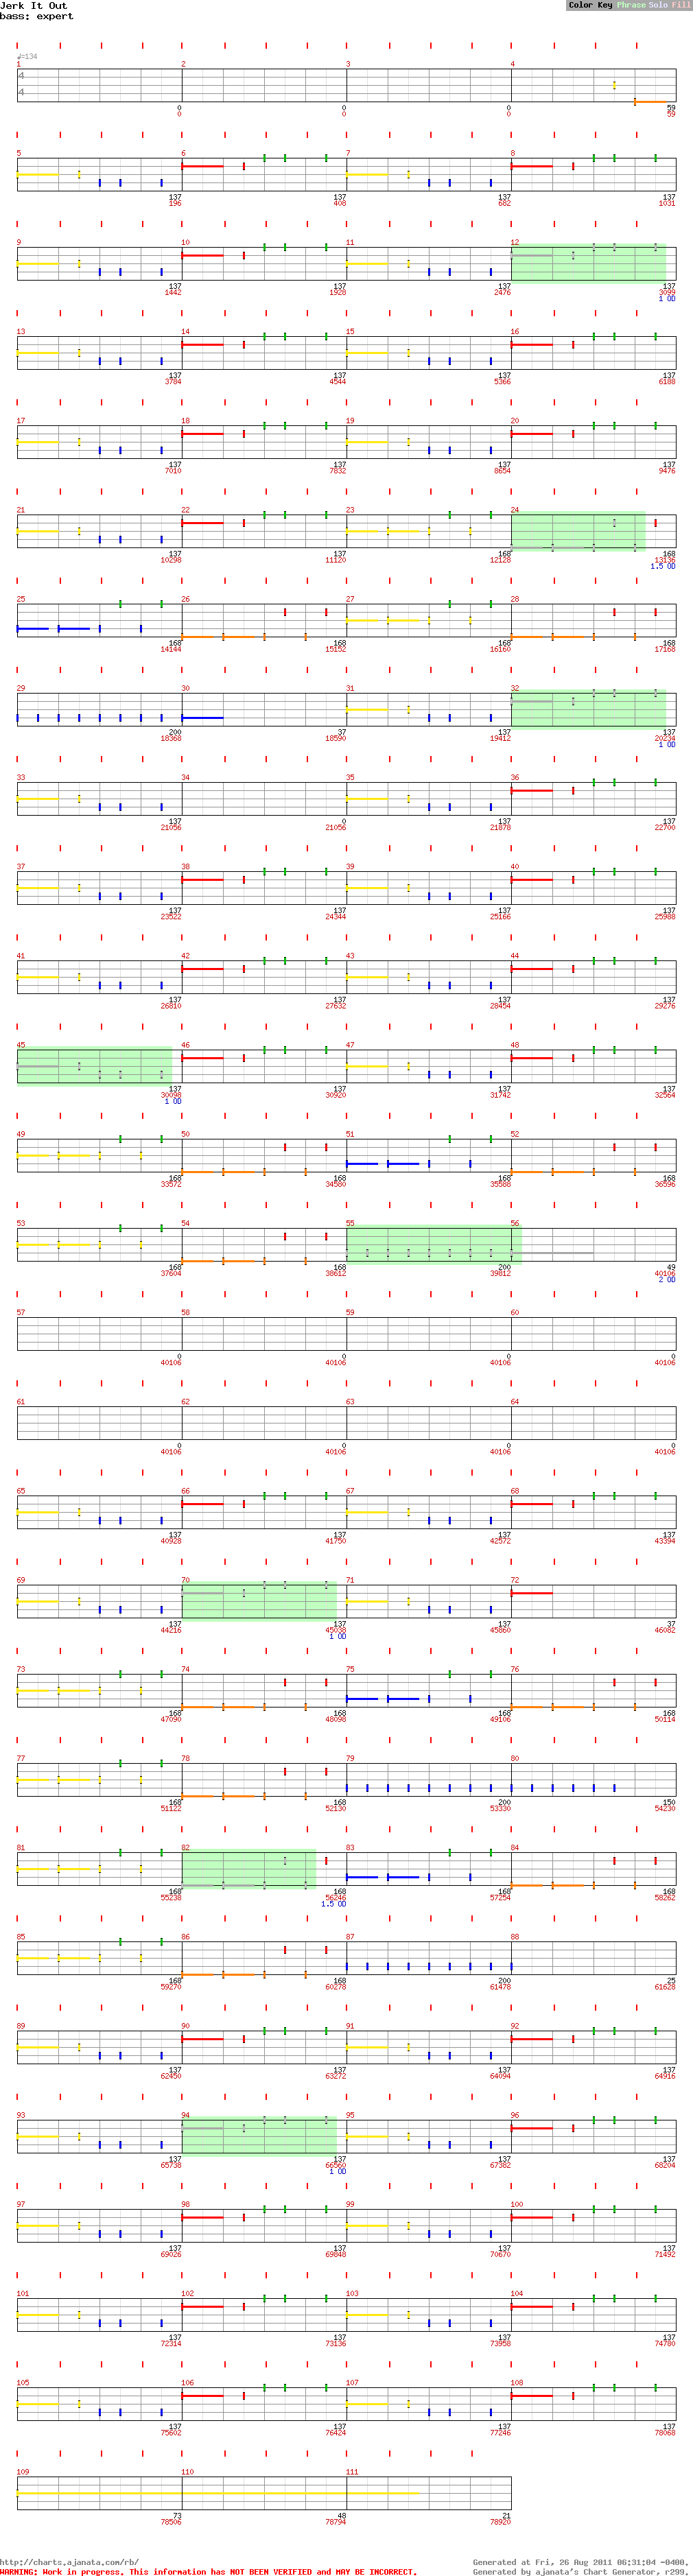 Jerk It Out
bass: expert
Color Key Phrase Solo Fill
♩=134
1 2 3 4
4
4
0 0 0 59
0 0 0 59
5 6 7 8
137 137 137 137
196 408 682 1031
9 10 11 12
137 137 137 137
1442 1928 2476 3099
1 OD
13 14 15 16
137 137 137 137
3784 4544 5366 6188
17 18 19 20
137 137 137 137
7010 7832 8654 9476
21 22 23 24
137 137 168 168
10298 11120 12128 13136
1.5 OD
25 26 27 28
168 168 168 168
14144 15152 16160 17168
29 30 31 32
200 37 137 137
18368 18590 19412 20234
1 OD
33 34 35 36
137 0 137 137
21056 21056 21878 22700
37 38 39 40
137 137 137 137
23522 24344 25166 25988
41 42 43 44
137 137 137 137
26810 27632 28454 29276
45 46 47 48
137 137 137 137
30098 30920 31742 32564
1 OD
49 50 51 52
168 168 168 168
33572 34580 35588 36596
53 54 55 56
168 168 200 49
37604 38612 39812 40106
2 OD
57 58 59 60
0 0 0 0
40106 40106 40106 40106
61 62 63 64
0 0 0 0
40106 40106 40106 40106
65 66 67 68
137 137 137 137
40928 41750 42572 43394
69 70 71 72
137 137 137 37
44216 45038 45860 46082
1 OD
73 74 75 76
168 168 168 168
47090 48098 49106 50114
77 78 79 80
168 168 200 150
51122 52130 53330 54230
81 82 83 84
168 168 168 168
55238 56246 57254 58262
1.5 OD
85 86 87 88
168 168 200 25
59270 60278 61478 61628
89 90 91 92
137 137 137 137
62450 63272 64094 64916
93 94 95 96
137 137 137 137
65738 66560 67382 68204
1 OD
97 98 99 100
137 137 137 137
69026 69848 70670 71492
101 102 103 104
137 137 137 137
72314 73136 73958 74780
105 106 107 108
137 137 137 137
75602 76424 77246 78068
109 110 111
73 48 21
78506 78794 78920
http://charts.ajanata.com/rb/
Generated at Fri, 26 Aug 2011 06:31:04 -0400.
WARNING: Work in progress. This information has NOT BEEN VERIFIED and MAY BE INCORRECT.
Generated by ajanata's Chart Generator, r299.